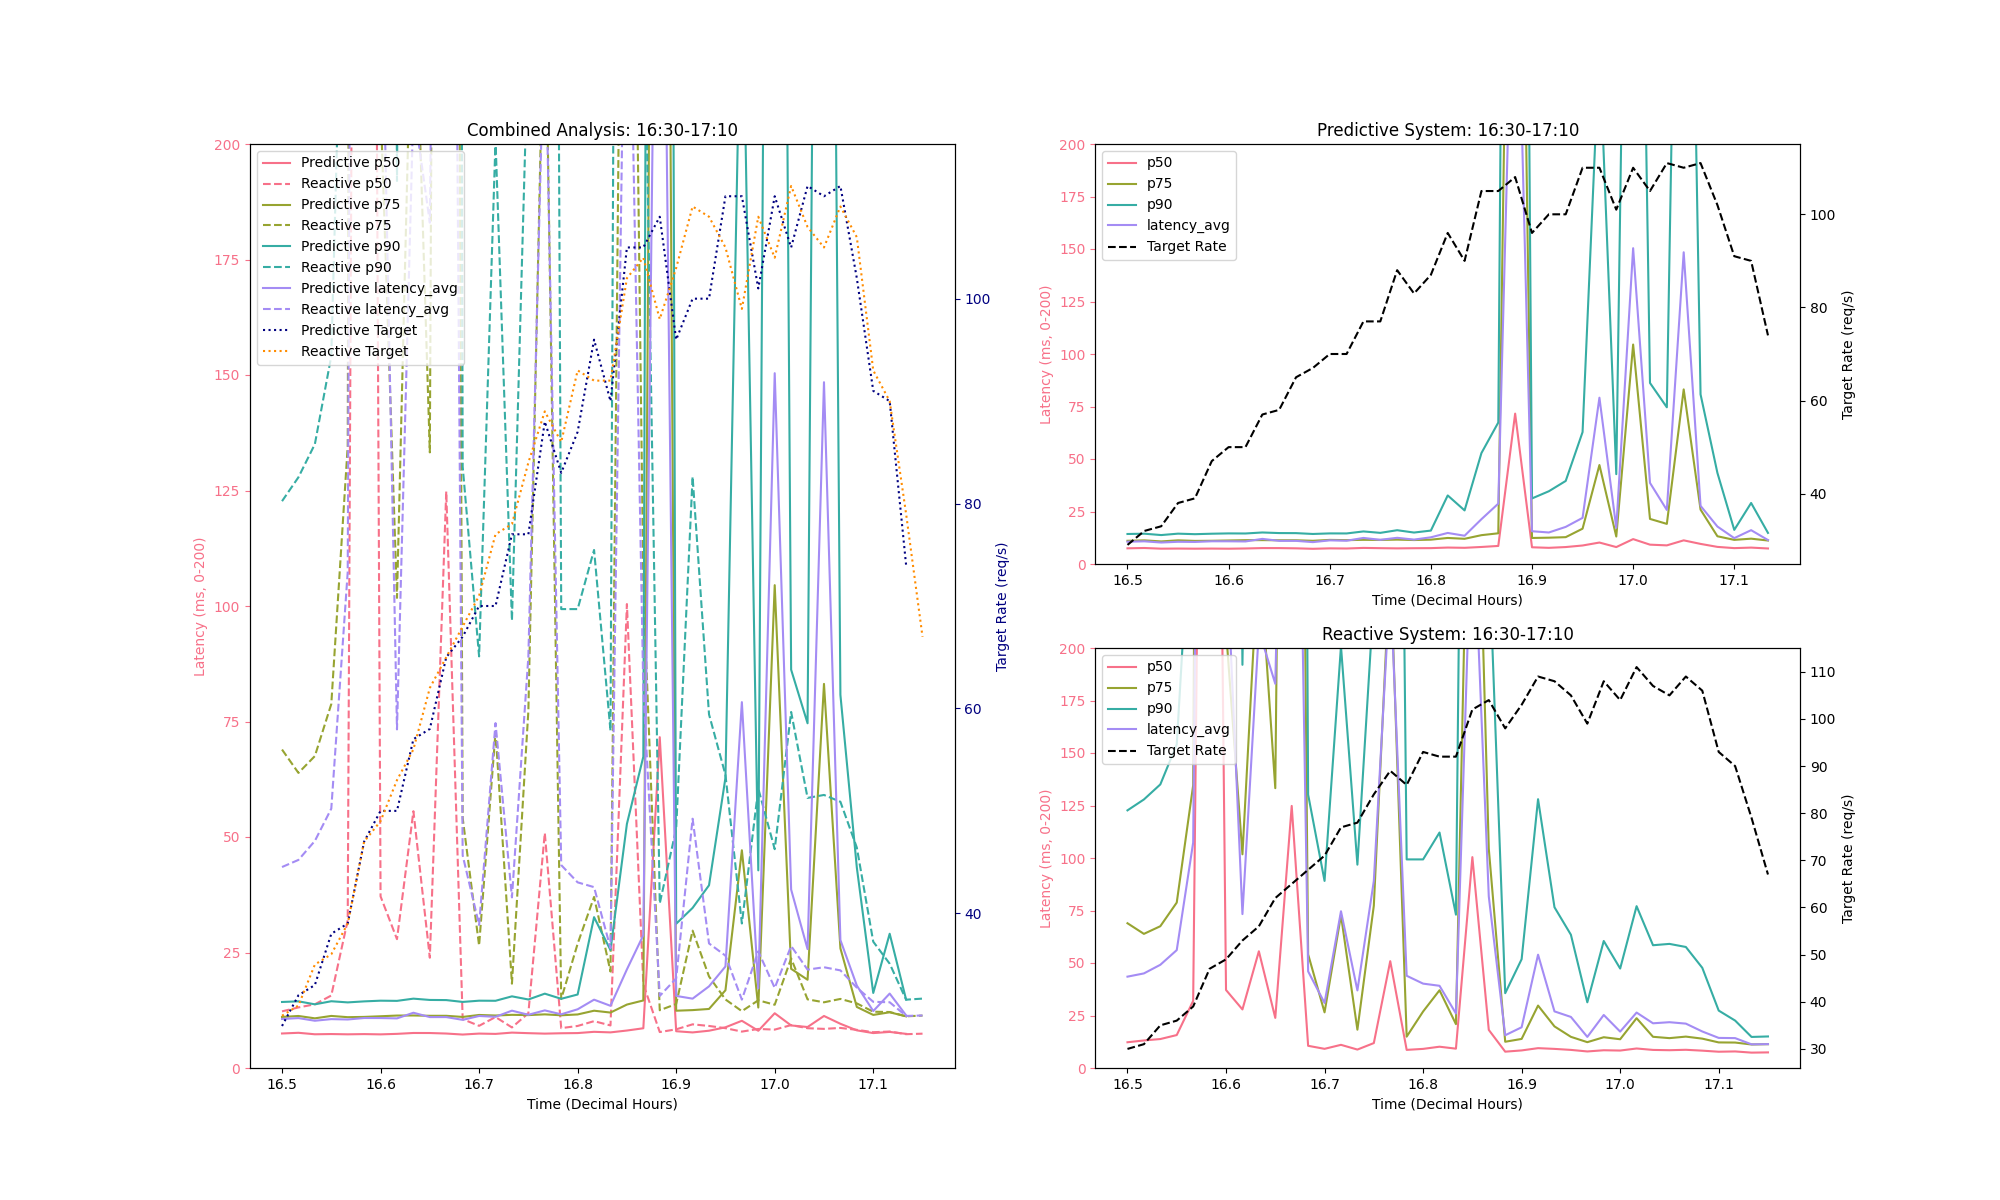 Combined Analysis: 16:30-17:10
Predictive p50
Reactive p50
Predictive p75
Reactive p75
Predictive p90
Reactive p90
Predictive latency_avg
Reactive latency_avg
Predictive Target
Reactive Target
Latency (ms, 0-200)
200
175
150
125
100
75
50
25
0
100
80
60
40
Target Rate (req/s)
16.5 16.6 16.7 16.8 16.9 17.0 17.1
Time (Decimal Hours)
Predictive System: 16:30-17:10
p50
p75
p90
latency_avg
Target Rate
Latency (ms, 0-200)
200
175
150
125
100
75
50
25
0
100
80
60
40
Target Rate (req/s)
16.5 16.6 16.7 16.8 16.9 17.0 17.1
Time (Decimal Hours)
Reactive System: 16:30-17:10
p50
p75
p90
latency_avg
Target Rate
Latency (ms, 0-200)
200
175
150
125
100
75
50
25
0
110
100
90
80
70
60
50
40
30
Target Rate (req/s)
16.5 16.6 16.7 16.8 16.9 17.0 17.1
Time (Decimal Hours)